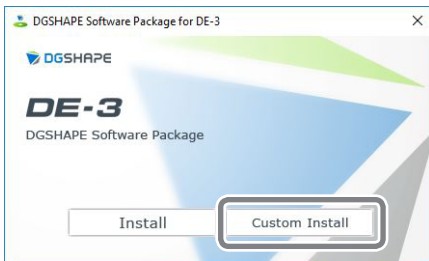 DGSHAPE Software Package for DE-3
DGSHAPE
DE-3
DGSHAPE Software Package
Install
Custom Install